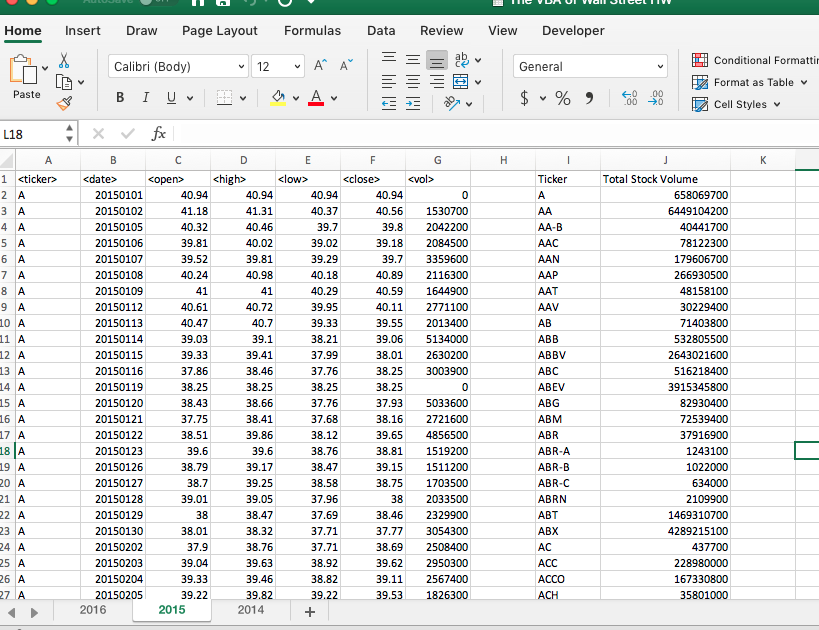 AutoSave OFF The VBA of Wall Street HW
Home Insert Draw Page Layout Formulas Data Review View Developer
Paste Calibri (Body) 12 A^ A˅ ab General Conditional Formatting
B I U A $ % 9 .00 .00 Format as Table
Cell Styles
L18 fx
A B C D E F G H I J K
1 <ticker> <date> <open> <high> <low> <close> <vol> Ticker Total Stock Volume
2 A 20150101 40.94 40.94 40.94 40.94 0 A 658069700
3 A 20150102 41.18 41.31 40.37 40.56 1530700 AA 6449104200
4 A 20150105 40.32 40.46 39.7 39.8 2042200 AA-B 40441700
5 A 20150106 39.81 40.02 39.02 39.18 2084500 AAC 78122300
6 A 20150107 39.52 39.81 39.29 39.7 3359600 AAN 179606700
7 A 20150108 40.24 40.98 40.18 40.89 2116300 AAP 266930500
8 A 20150109 41 41 40.29 40.59 1644900 AAT 48158100
9 A 20150112 40.61 40.72 39.95 40.11 2771100 AAV 30229400
10 A 20150113 40.47 40.7 39.33 39.55 2013400 AB 71403800
11 A 20150114 39.03 39.1 38.21 39.06 5134000 ABB 532805500
12 A 20150115 39.33 39.41 37.99 38.01 2630200 ABBV 2643021600
13 A 20150116 37.86 38.46 37.76 38.25 3003900 ABC 516218400
14 A 20150119 38.25 38.25 38.25 38.25 0 ABEV 3915345800
15 A 20150120 38.43 38.66 37.76 37.93 5033600 ABG 82930400
16 A 20150121 37.75 38.41 37.68 38.16 2721600 ABM 72539400
17 A 20150122 38.51 39.86 38.12 39.65 4856500 ABR 37916900
18 A 20150123 39.6 39.6 38.76 38.81 1519200 ABR-A 1243100
19 A 20150126 38.79 39.17 38.47 39.15 1511200 ABR-B 1022000
20 A 20150127 38.7 39.25 38.58 38.75 1703500 ABR-C 634000
21 A 20150128 39.01 39.05 37.96 38 2033500 ABRN 2109900
22 A 20150129 38 38.47 37.69 38.46 2329900 ABT 1469310700
23 A 20150130 38.01 38.32 37.71 37.77 3054300 ABX 4289215100
24 A 20150202 37.9 38.76 37.71 38.69 2508400 AC 437700
25 A 20150203 39.04 39.63 38.92 39.62 2950300 ACC 228980000
26 A 20150204 39.33 39.46 38.82 39.11 2567400 ACCO 167330800
27 A 20150205 39.22 39.82 39.22 39.53 1826300 ACH 35801000
2016 2015 2014 +